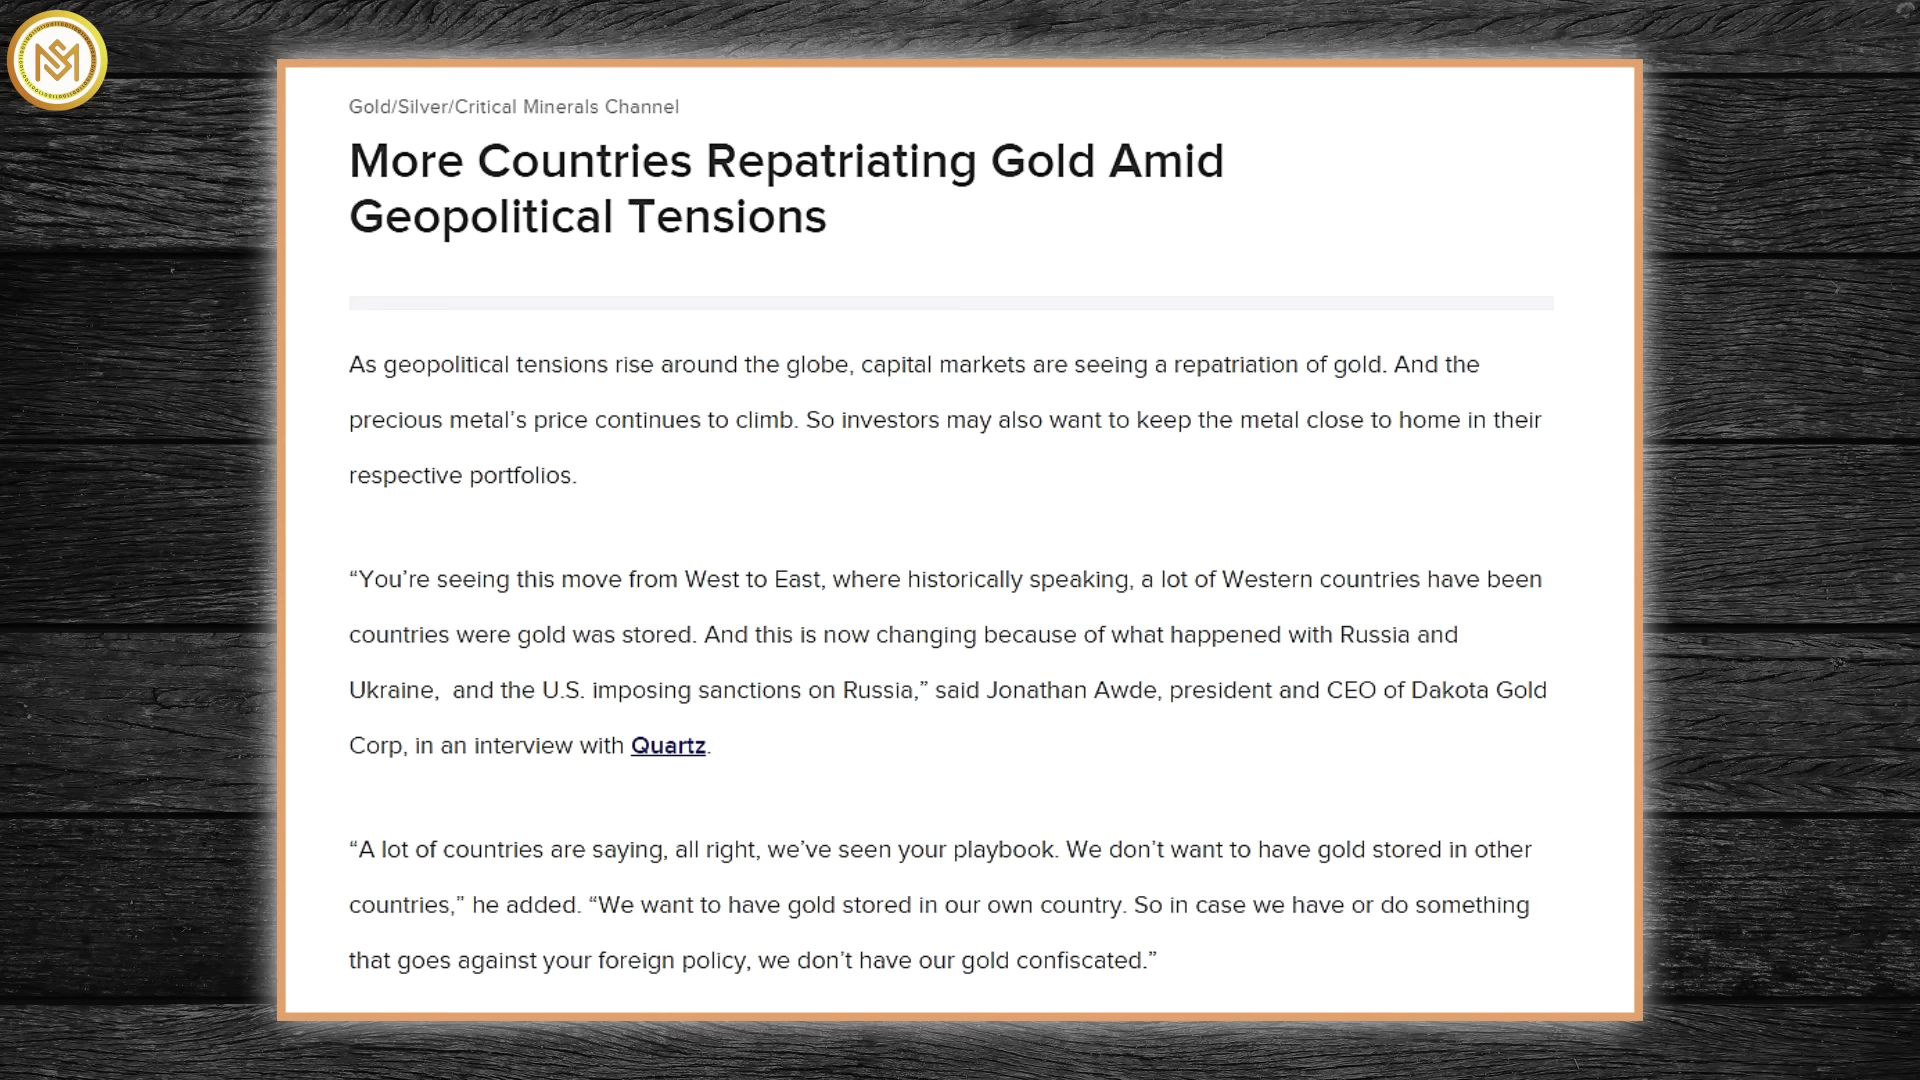 Gold/Silver/Critical Minerals Channel
More Countries Repatriating Gold Amid
Geopolitical Tensions
As geopolitical tensions rise around the globe, capital markets are seeing a repatriation of gold. And the
precious metal’s price continues to climb. So investors may also want to keep the metal close to home in their
respective portfolios.
“You’re seeing this move from West to East, where historically speaking, a lot of Western countries have been
countries were gold was stored. And this is now changing because of what happened with Russia and
Ukraine,  and the U.S. imposing sanctions on Russia,” said Jonathan Awde, president and CEO of Dakota Gold
Corp, in an interview with Quartz.
“A lot of countries are saying, all right, we’ve seen your playbook. We don’t want to have gold stored in other
countries,” he added. “We want to have gold stored in our own country. So in case we have or do something
that goes against your foreign policy, we don’t have our gold confiscated.”